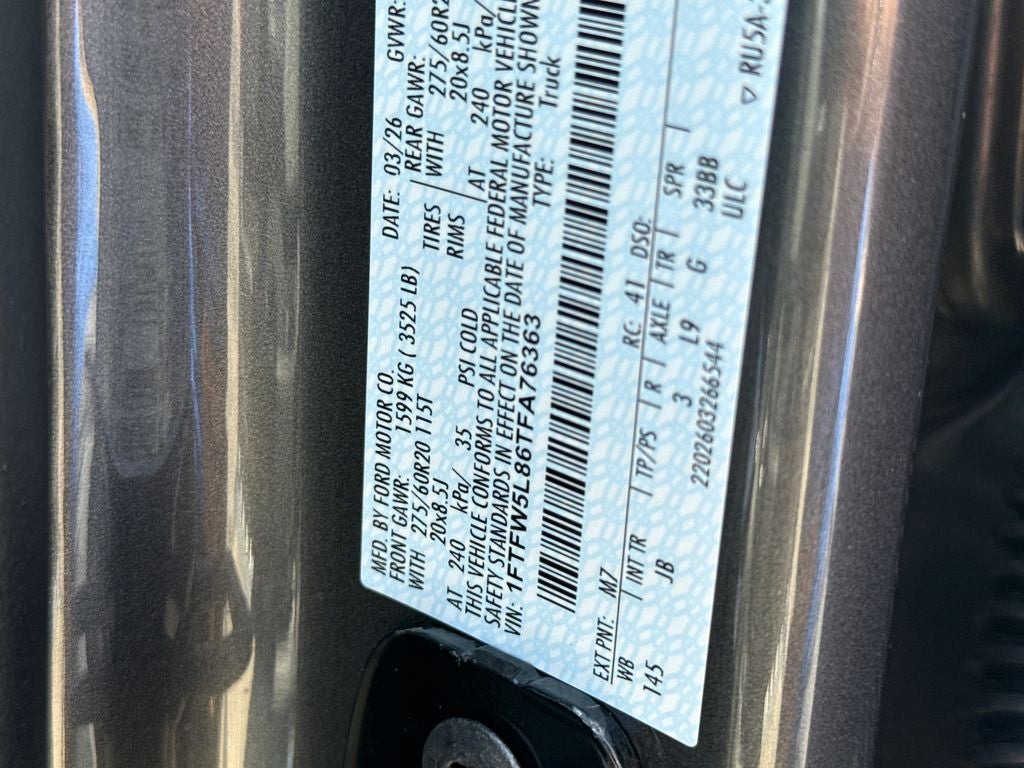 MFD. BY FORD MOTOR CO. DATE: 03/26 GVWR:
FRONT GAWR: 1599 KG ( 3525 LB) REAR GAWR:
WITH 275/60R20 115T TIRES WITH 275/60R2
20x8.5J RIMS 20x8.5J
AT 240 kPa/ 35 PSI COLD AT 240 kPa/
THIS VEHICLE CONFORMS TO ALL APPLICABLE FEDERAL MOTOR VEHICLE
SAFETY STANDARDS IN EFFECT ON THE DATE OF MANUFACTURE SHOWN
VIN: 1FTFW5L86TFA76363 TYPE: Truck
EXT PNT: M7 RC: 41 DSO:
WB | INT TR | TP/PS | R | AXLE | TR | SPR |
145 JB 3 L9 G 33BB
2202603266544 ULC
▽ RU5A-